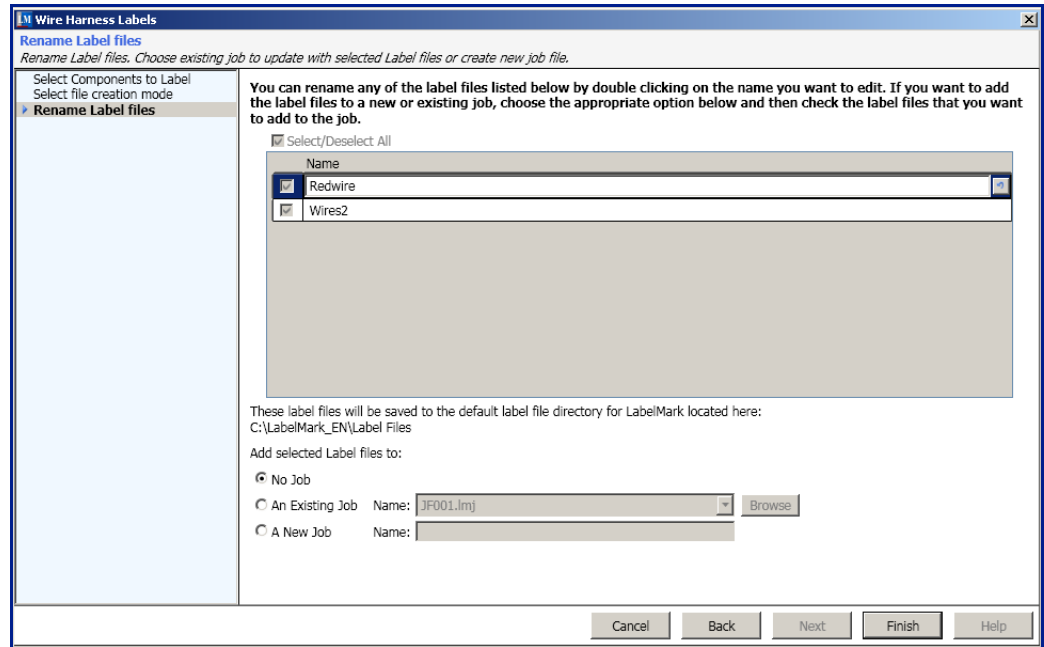 LM Wire Harness Labels
Rename Label files
Rename Label files. Choose existing job to update with selected Label files or create new job file.
Select Components to Label
Select file creation mode
Rename Label files
You can rename any of the label files listed below by double clicking on the name you want to edit. If you want to add
the label files to a new or existing job, choose the appropriate option below and then check the label files that you want
to add to the job.
Select/Deselect All
Name
Redwire
Wires2
These label files will be saved to the default label file directory for LabelMark located here:
C:\LabelMark_EN\Label Files
Add selected Label files to:
No Job
An Existing Job Name: JF001.lmj Browse
A New Job Name:
Cancel Back Next Finish Help